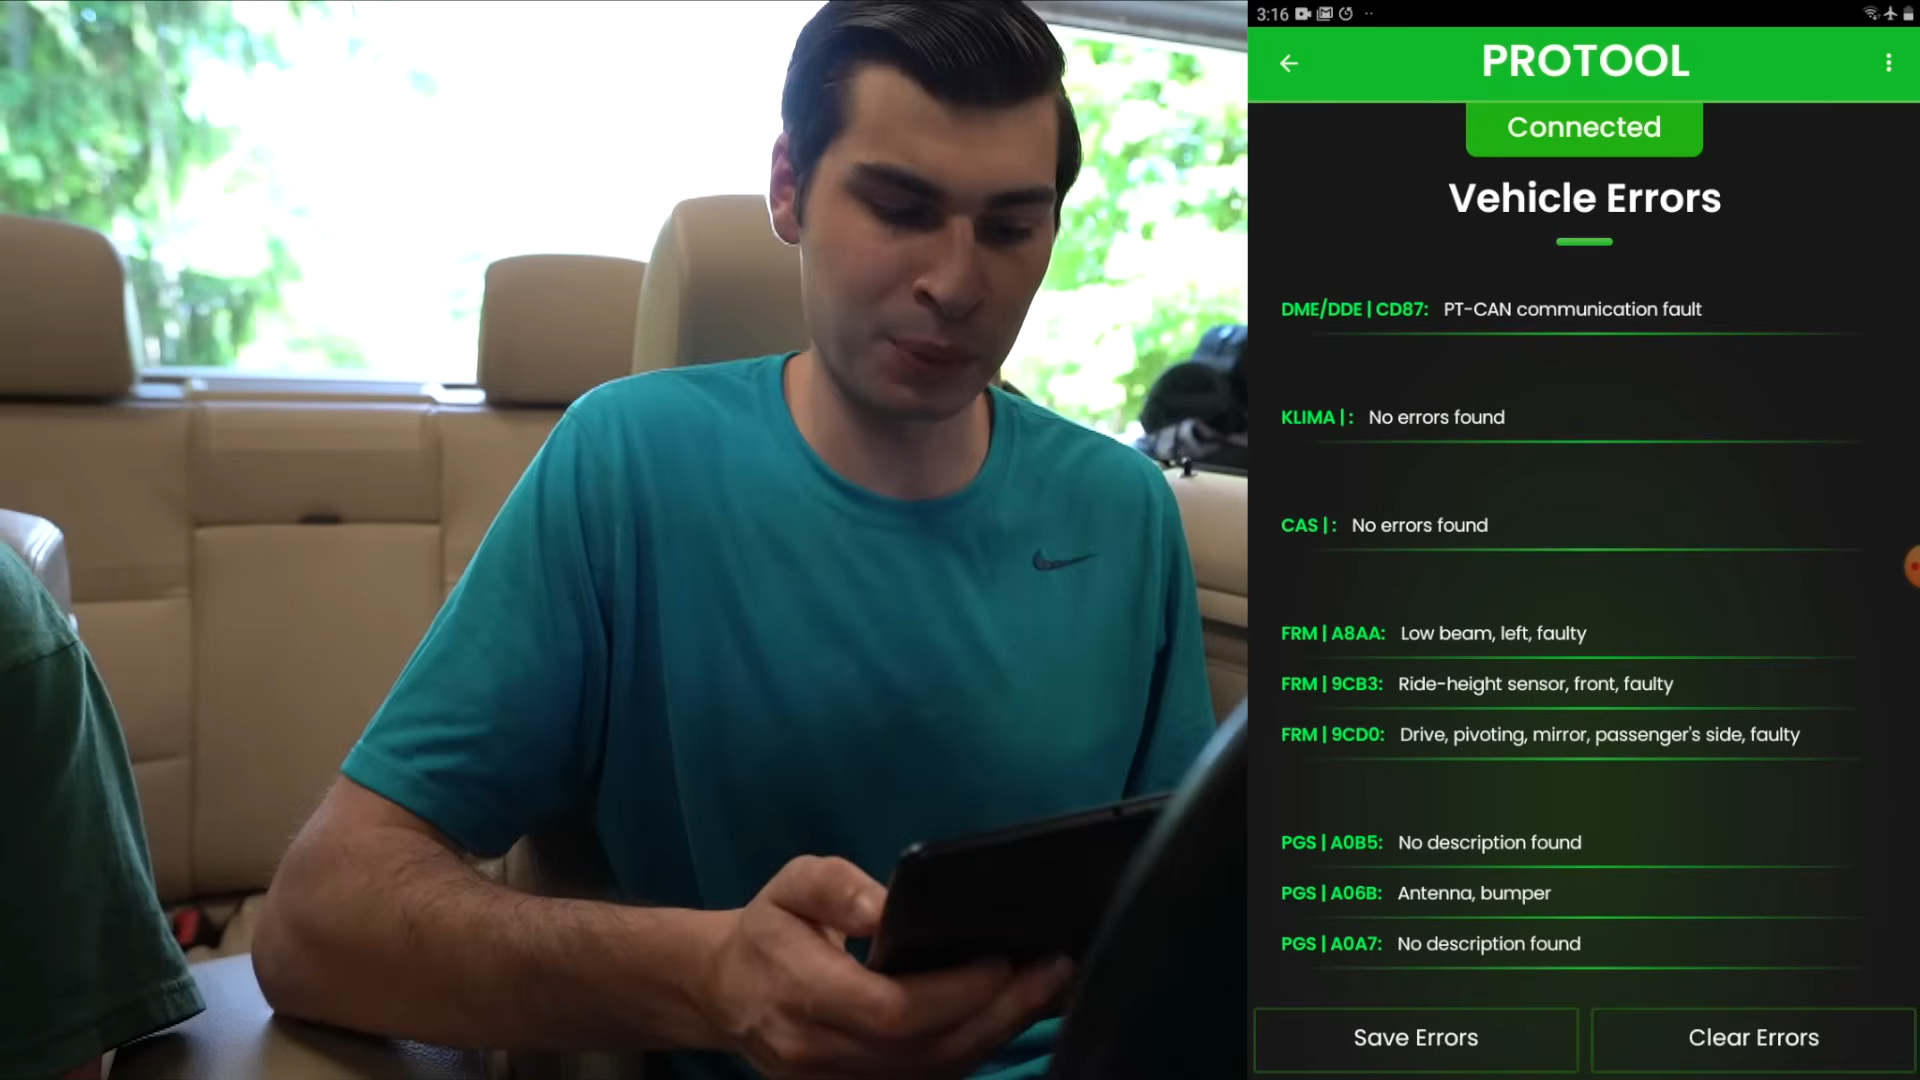 3:16
PROTOOL
Connected
Vehicle Errors
DME/DDE | CD87: PT-CAN communication fault
KLIMA | : No errors found
CAS | : No errors found
FRM | A8AA: Low beam, left, faulty
FRM | 9CB3: Ride-height sensor, front, faulty
FRM | 9CD0: Drive, pivoting, mirror, passenger's side, faulty
PGS | A0B5: No description found
PGS | A06B: Antenna, bumper
PGS | A0A7: No description found
Save Errors
Clear Errors